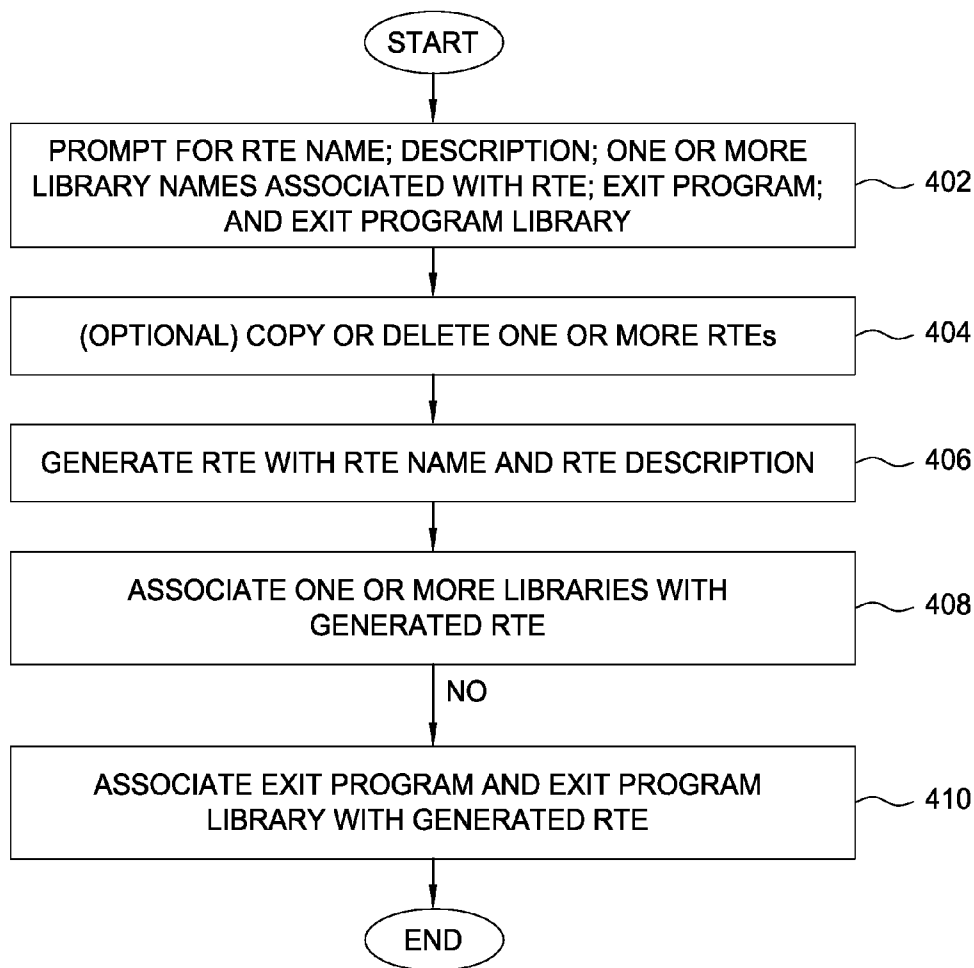 START
PROMPT FOR RTE NAME; DESCRIPTION; ONE OR MORE
LIBRARY NAMES ASSOCIATED WITH RTE; EXIT PROGRAM;
AND EXIT PROGRAM LIBRARY
402
(OPTIONAL) COPY OR DELETE ONE OR MORE RTEs
404
GENERATE RTE WITH RTE NAME AND RTE DESCRIPTION
406
ASSOCIATE ONE OR MORE LIBRARIES WITH
GENERATED RTE
408
NO
ASSOCIATE EXIT PROGRAM AND EXIT PROGRAM
LIBRARY WITH GENERATED RTE
410
END